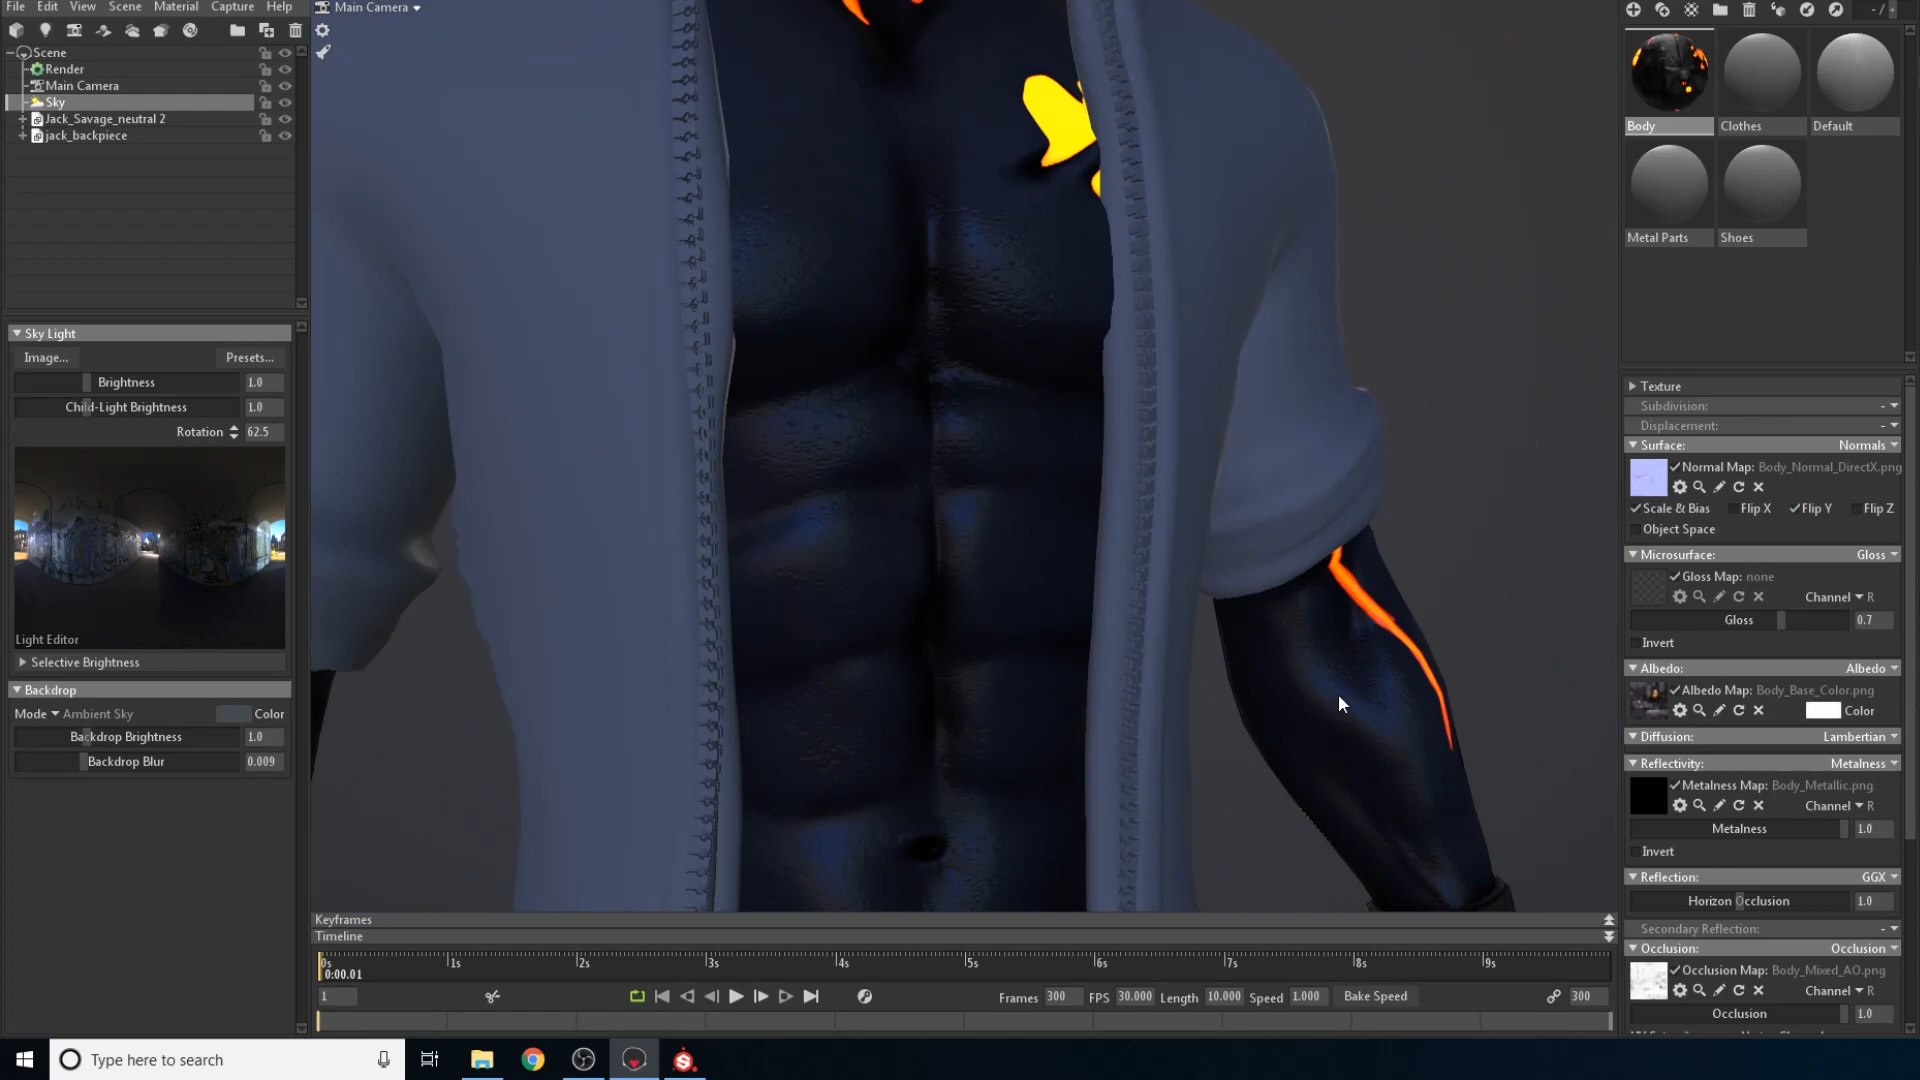 File Edit View Scene Material Capture Help
Main Camera
Scene
Render
Main Camera
Sky
Jack_Savage_neutral 2
jack_backpiece
Sky Light
Image... Presets...
Brightness 1.0
Child-Light Brightness 1.0
Rotation 62.5
Light Editor
Selective Brightness
Backdrop
Mode Ambient Sky Color
Backdrop Brightness 1.0
Backdrop Blur 0.009
Keyframes
Timeline
0s 1s 2s 3s 4s 5s 6s 7s 8s 9s
0:00.01
1 Frames 300 FPS 30.000 Length 10.000 Speed 1.000 Bake Speed 300
Body Clothes Default
Metal Parts Shoes
Texture
Subdivision: -
Displacement: -
Surface: Normals
Normal Map: Body_Normal_DirectX.png
Scale & Bias Flip X Flip Y Flip Z
Object Space
Microsurface: Gloss
Gloss Map: none
Channel R
Gloss 0.7
Invert
Albedo: Albedo
Albedo Map: Body_Base_Color.png
Color
Diffusion: Lambertian
Reflectivity: Metalness
Metalness Map: Body_Metallic.png
Channel R
Metalness 1.0
Invert
Reflection: GGX
Horizon Occlusion 1.0
Secondary Reflection: -
Occlusion: Occlusion
Occlusion Map: Body_Mixed_AO.png
Channel R
Occlusion 1.0
Type here to search